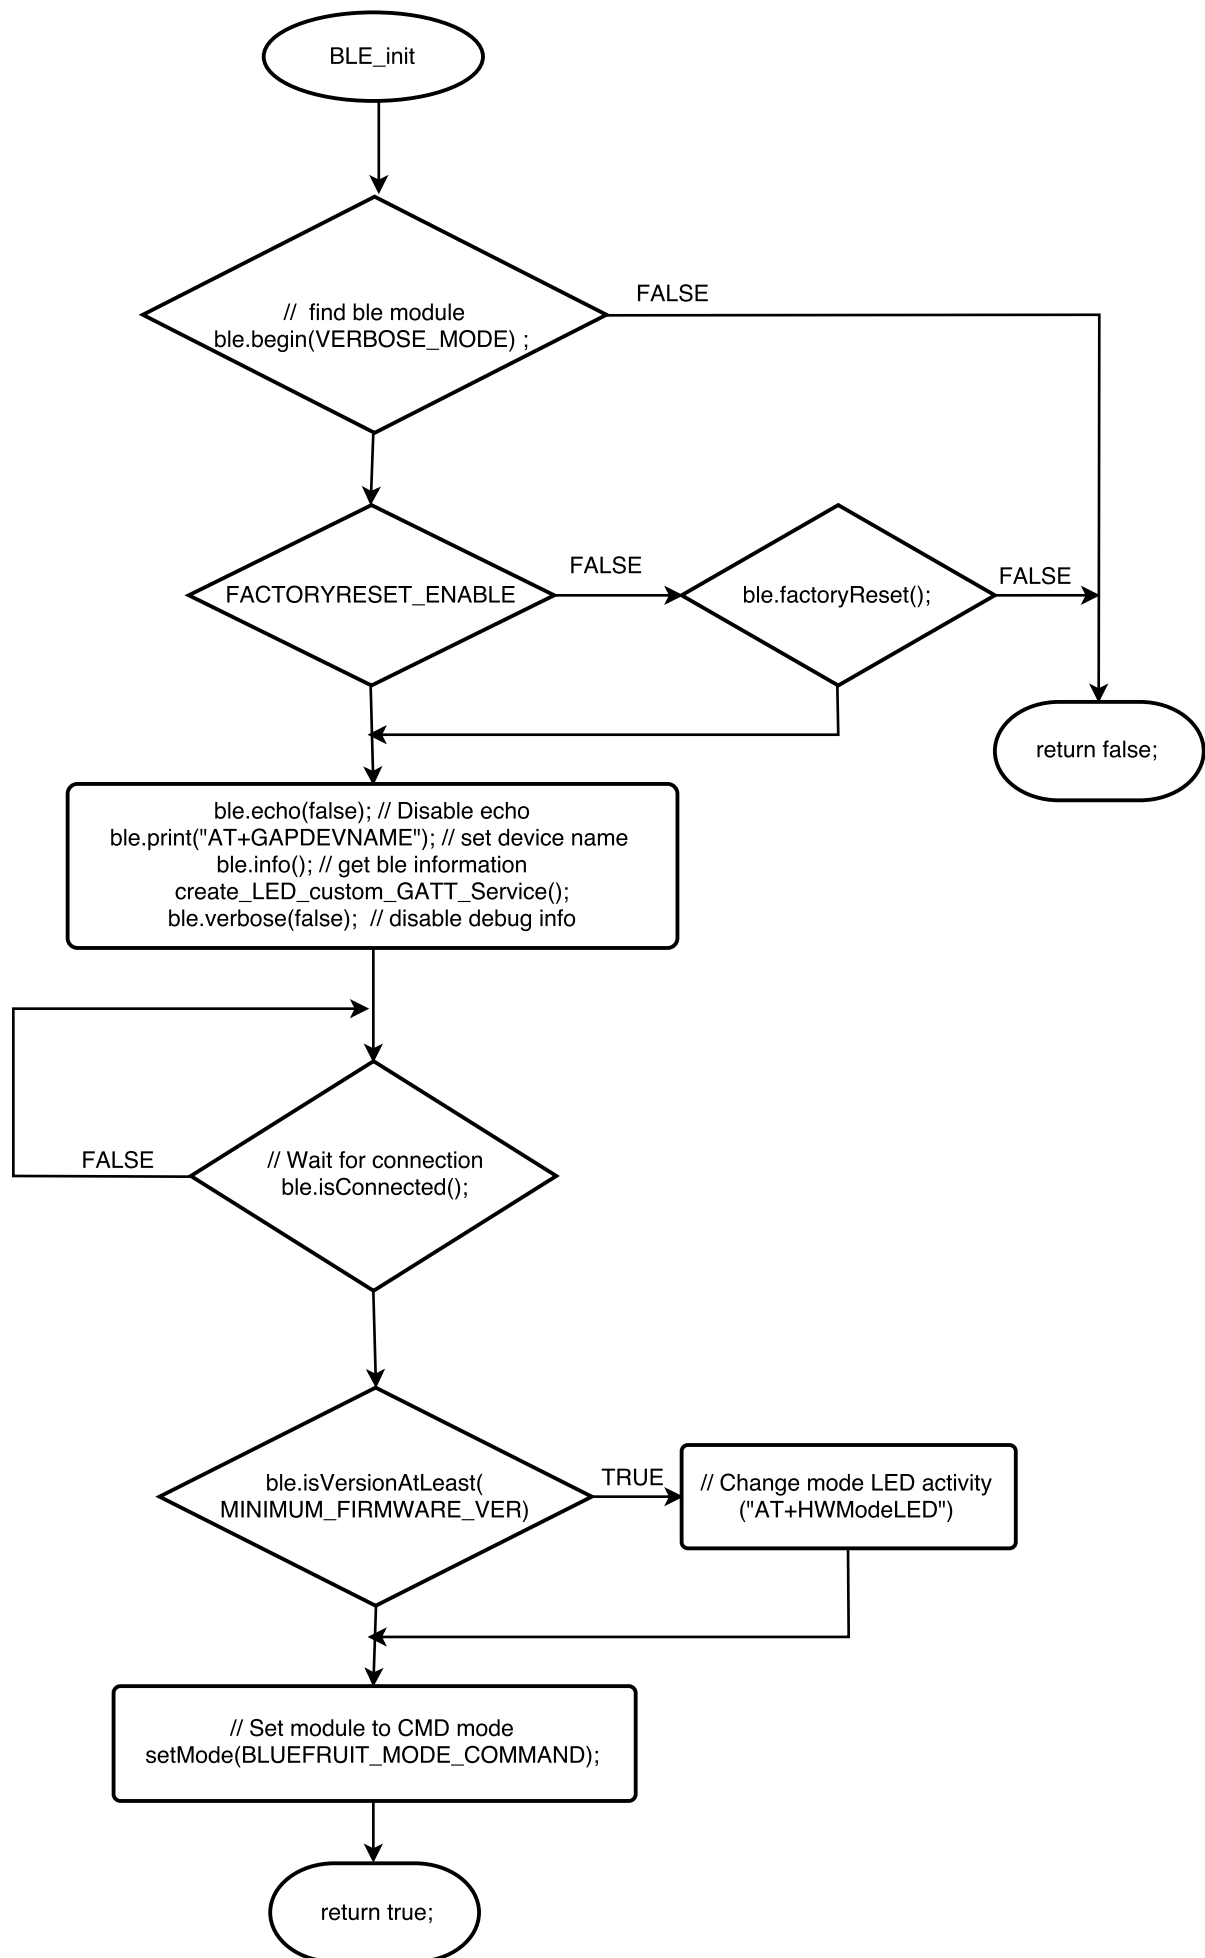 BLE_init
// find ble module
ble.begin(VERBOSE_MODE) ;
FALSE
FACTORYRESET_ENABLE
FALSE
ble.factoryReset();
FALSE
return false;
ble.echo(false); // Disable echo
ble.print("AT+GAPDEVNAME"); // set device name
ble.info(); // get ble information
create_LED_custom_GATT_Service();
ble.verbose(false); // disable debug info
FALSE
// Wait for connection
ble.isConnected();
ble.isVersionAtLeast(
MINIMUM_FIRMWARE_VER)
TRUE
// Change mode LED activity
("AT+HWModeLED")
// Set module to CMD mode
setMode(BLUEFRUIT_MODE_COMMAND);
return true;